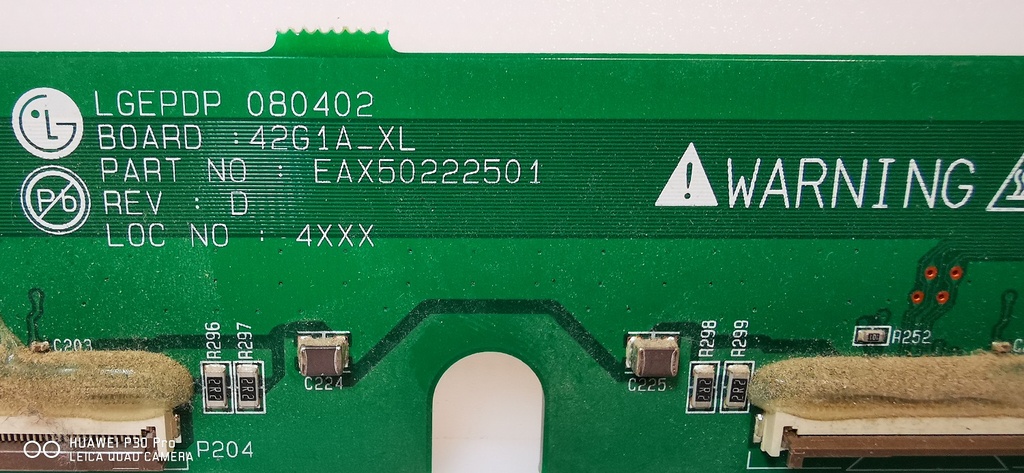 LGEPDP 080402
BOARD :42G1A_XL
PART NO : EAX50222501
REV : D
LOC NO : 4XXX
Pb
WARNING
R296
R297
R298
R299
R252
C203
C224
C225
2R2
2R2
2R2
2R2
P204
HUAWEI P30 Pro
LEICA QUAD CAMERA